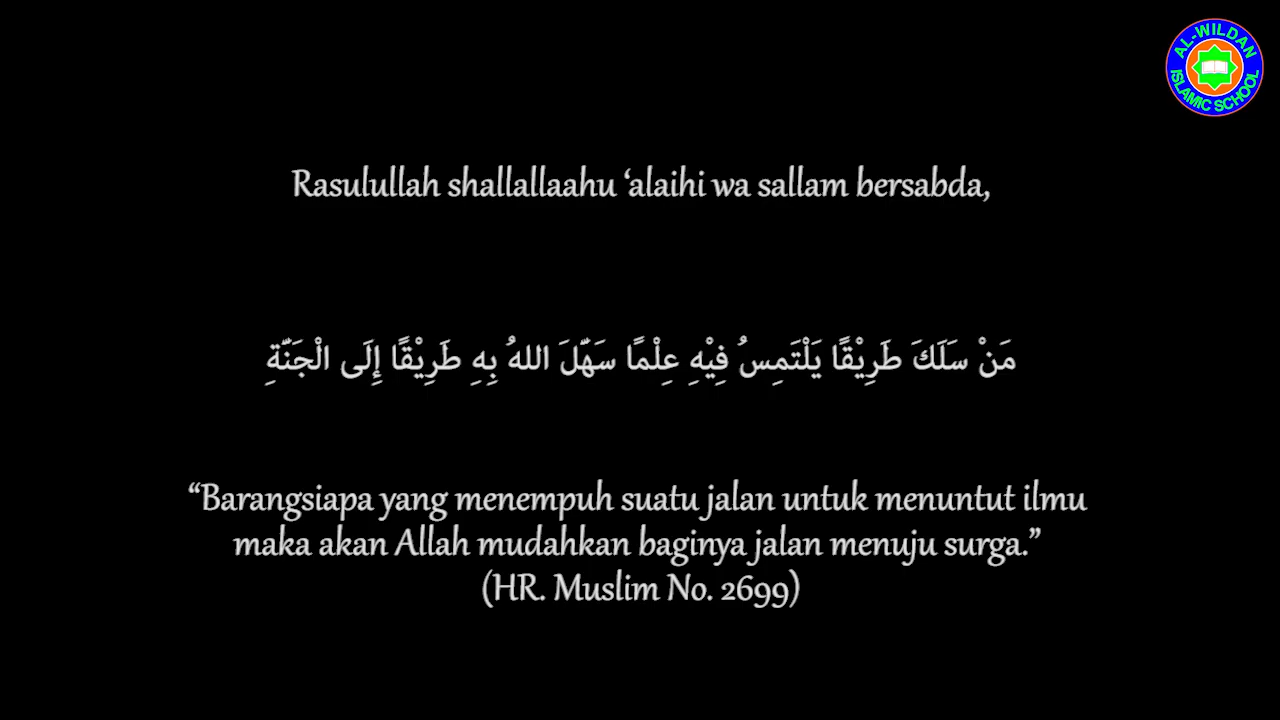 AL-WILDAN
ISLAMIC SCHOOL
Rasulullah shallallaahu ‘alaihi wa sallam bersabda,
مَنْ سَلَكَ طَرِيْقًا يَلْتَمِسُ فِيْهِ عِلْمًا سَهَّلَ اللهُ بِهِ طَرِيْقًا إِلَى الْجَنَّةِ
“Barangsiapa yang menempuh suatu jalan untuk menuntut ilmu
maka akan Allah mudahkan baginya jalan menuju surga.”
(HR. Muslim No. 2699)